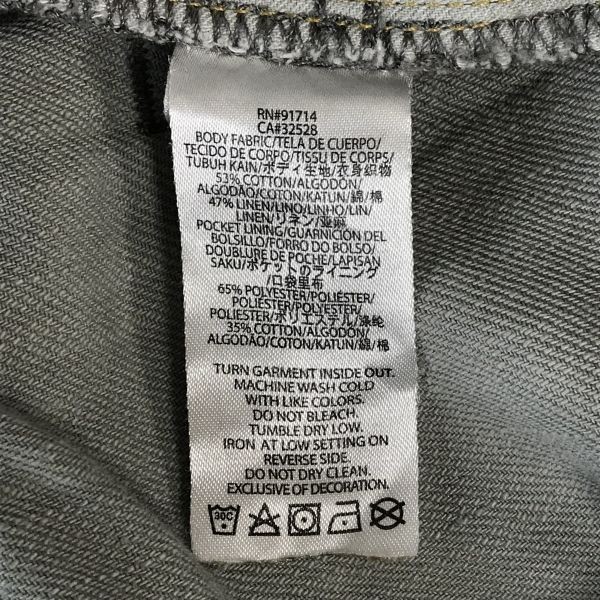 RN#91714
CA#32528
BODY FABRIC/TELA DE CUERPO/
TECIDO DE CORPO/TISSU DE CORPS/
TUBUH KAIN/ボディ生地/衣身织物
53% COTTON/ALGODÓN/
ALGODÃO/COTON/KATUN/綿/棉
47% LINEN/LINO/LINHO/LIN/
LINEN/リネン/亚麻
POCKET LINING/GUARNICIÓN DEL
BOLSILLO/FORRO DO BOLSO/
DOUBLURE DE POCHE/LAPISAN
SAKU/ポケットのライニング
/口袋里布
65% POLYESTER/POLIÉSTER/
POLIÉSTER/POLYESTER/
POLIESTER/ポリエステル/涤纶
35% COTTON/ALGODÓN/
ALGODÃO/COTON/KATUN/綿/棉
TURN GARMENT INSIDE OUT.
MACHINE WASH COLD
WITH LIKE COLORS.
DO NOT BLEACH.
TUMBLE DRY LOW.
IRON AT LOW SETTING ON
REVERSE SIDE.
DO NOT DRY CLEAN.
EXCLUSIVE OF DECORATION.
30C